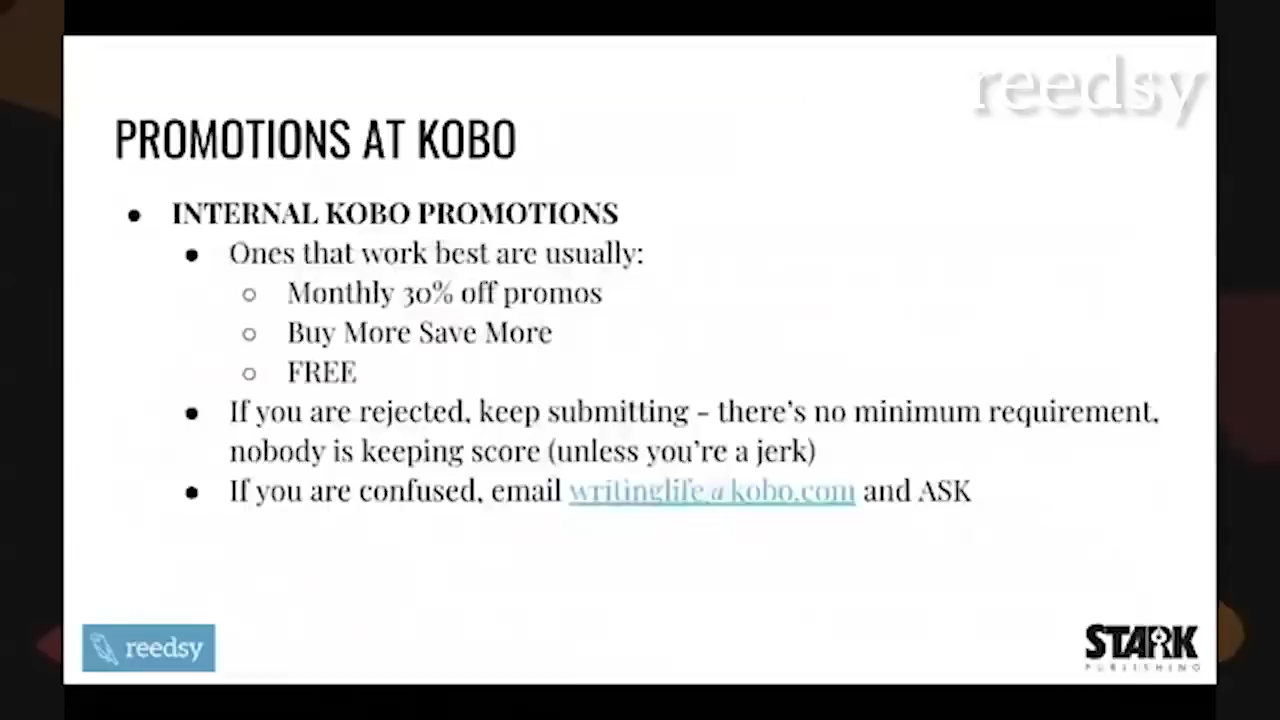 reedsy
PROMOTIONS AT KOBO
● INTERNAL KOBO PROMOTIONS
● Ones that work best are usually:
○ Monthly 30% off promos
○ Buy More Save More
○ FREE
● If you are rejected, keep submitting - there's no minimum requirement,
nobody is keeping score (unless you're a jerk)
● If you are confused, email writinglife@kobo.com and ASK
reedsy
STARK
PUBLISHING